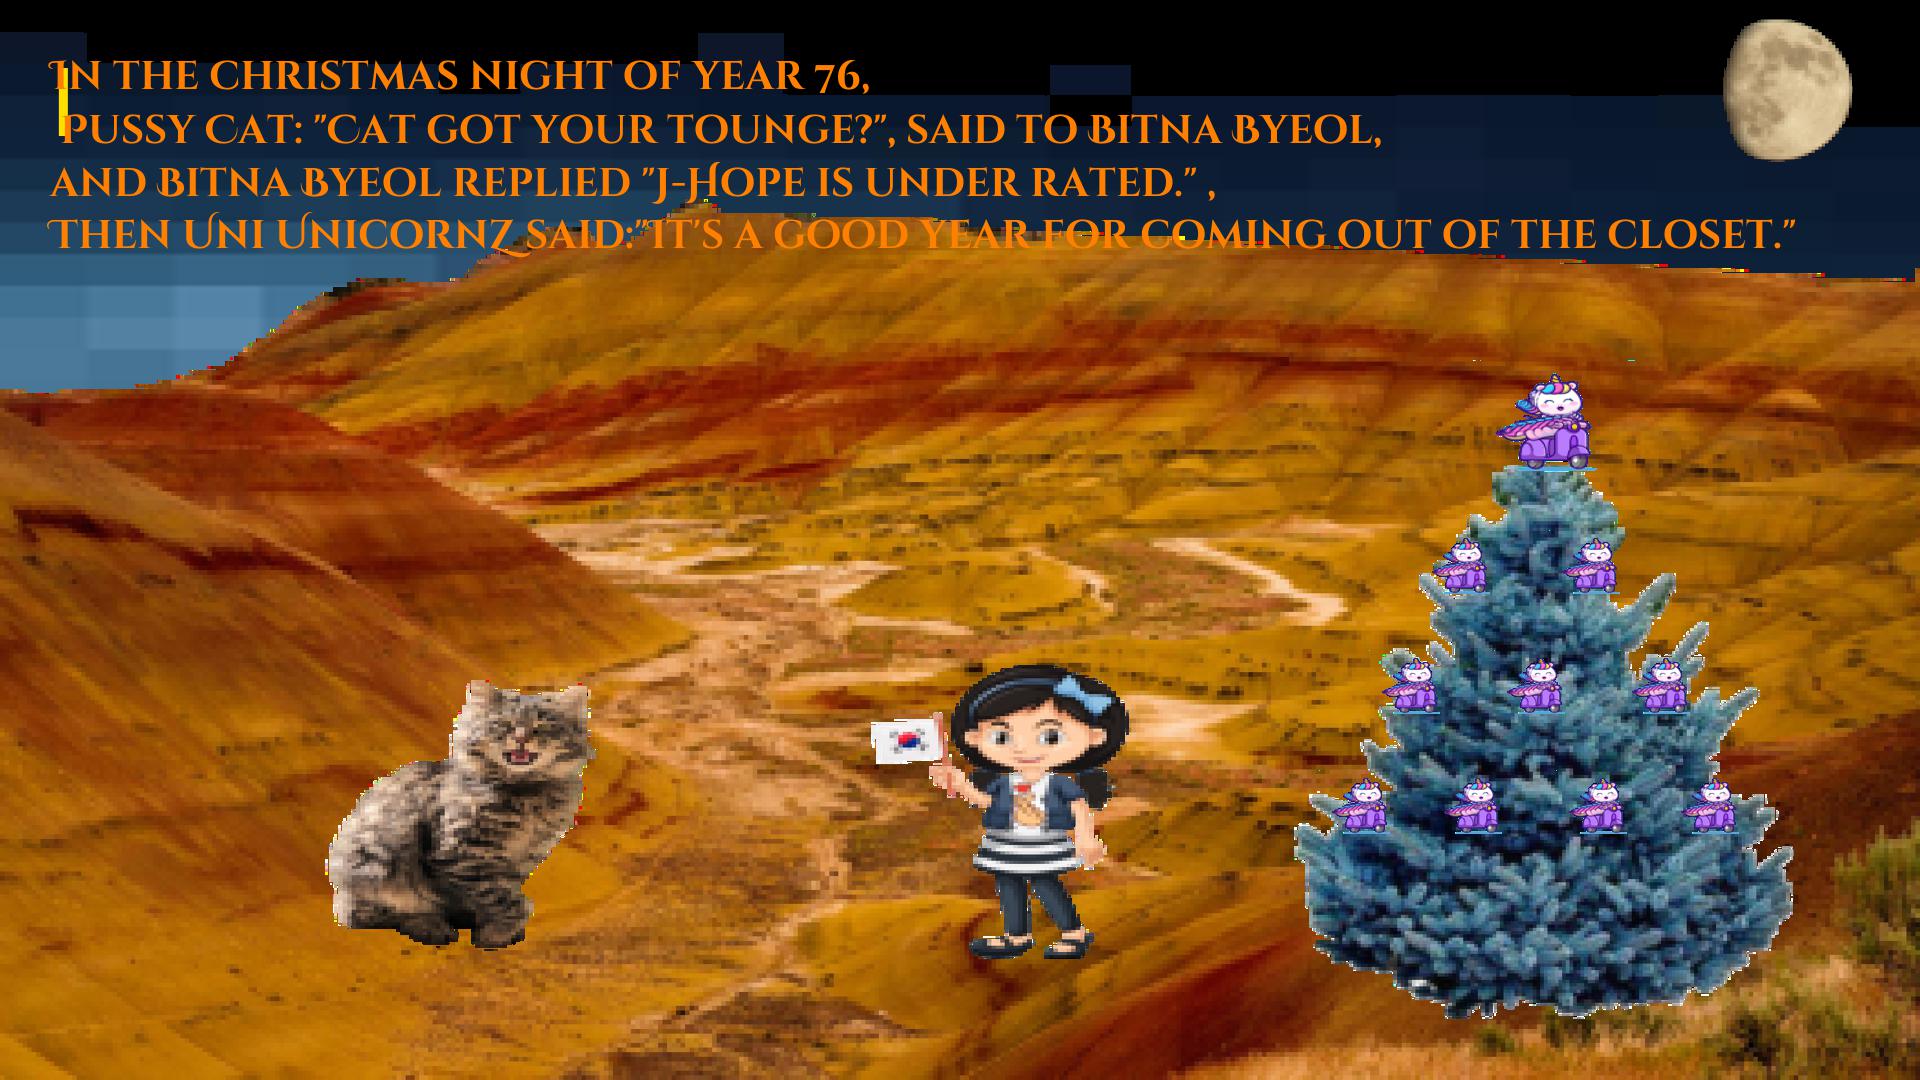 In the Christmas night of year 76,
Pussy Cat: "Cat got your tounge?", said to Bitna Byeol,
and Bitna Byeol replied "J-Hope is under rated." ,
Then Uni Unicornz said:"It's a good year for coming out of the closet."